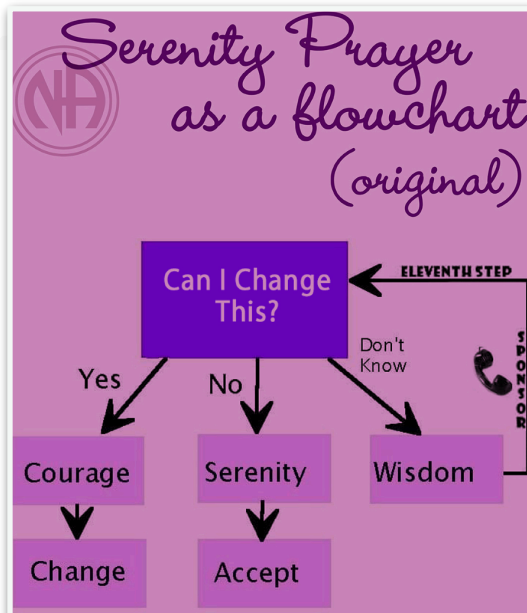 Serenity Prayer
as a flowchart
(original)
NA
Can I Change
This?
ELEVENTH STEP
SPONSOR
Yes
No
Don't
Know
Courage
Serenity
Wisdom
Change
Accept